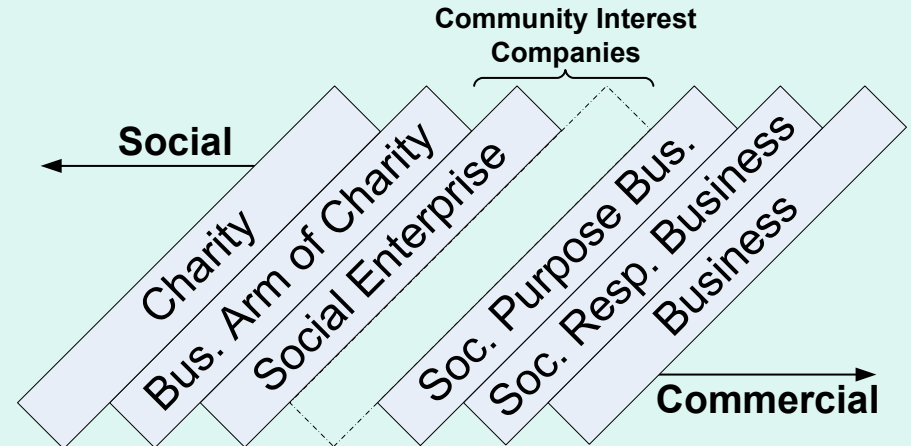 Community Interest
Companies
Social
Charity
Bus. Arm of Charity
Social Enterprise
Soc. Purpose Bus.
Soc. Resp. Business
Business
Commercial